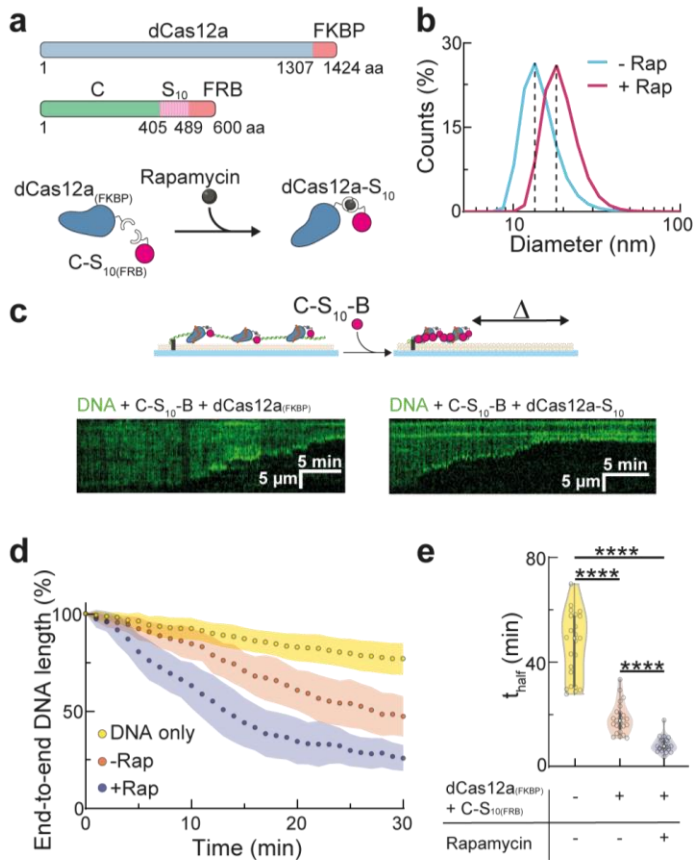 a
dCas12a FKBP
1 1307 1424 aa
C S10 FRB
1 405 489 600 aa
dCas12a(FKBP)
Rapamycin
dCas12a-S10
C-S10(FRB)
b
Counts (%)
30
15
0
10 100
Diameter (nm)
- Rap
+ Rap
c
C-S10-B
Δ
DNA + C-S10-B + dCas12a(FKBP)
5 min
5 µm
DNA + C-S10-B + dCas12a-S10
5 min
5 µm
d
End-to-end DNA length (%)
100
50
0
0 10 20 30
Time (min)
DNA only
-Rap
+Rap
e
thalf (min)
80
40
0
****
****
****
dCas12a(FKBP)
+ C-S10(FRB)
- + +
Rapamycin - - +